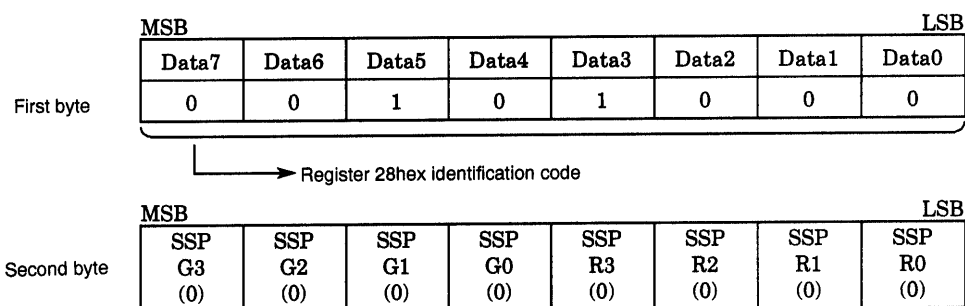 MSB LSB
Data7 Data6 Data5 Data4 Data3 Data2 Data1 Data0
First byte 0 0 1 0 1 0 0 0
Register 28hex identification code
MSB LSB
SSP SSP SSP SSP SSP SSP SSP SSP
Second byte G3 G2 G1 G0 R3 R2 R1 R0
(0) (0) (0) (0) (0) (0) (0) (0)